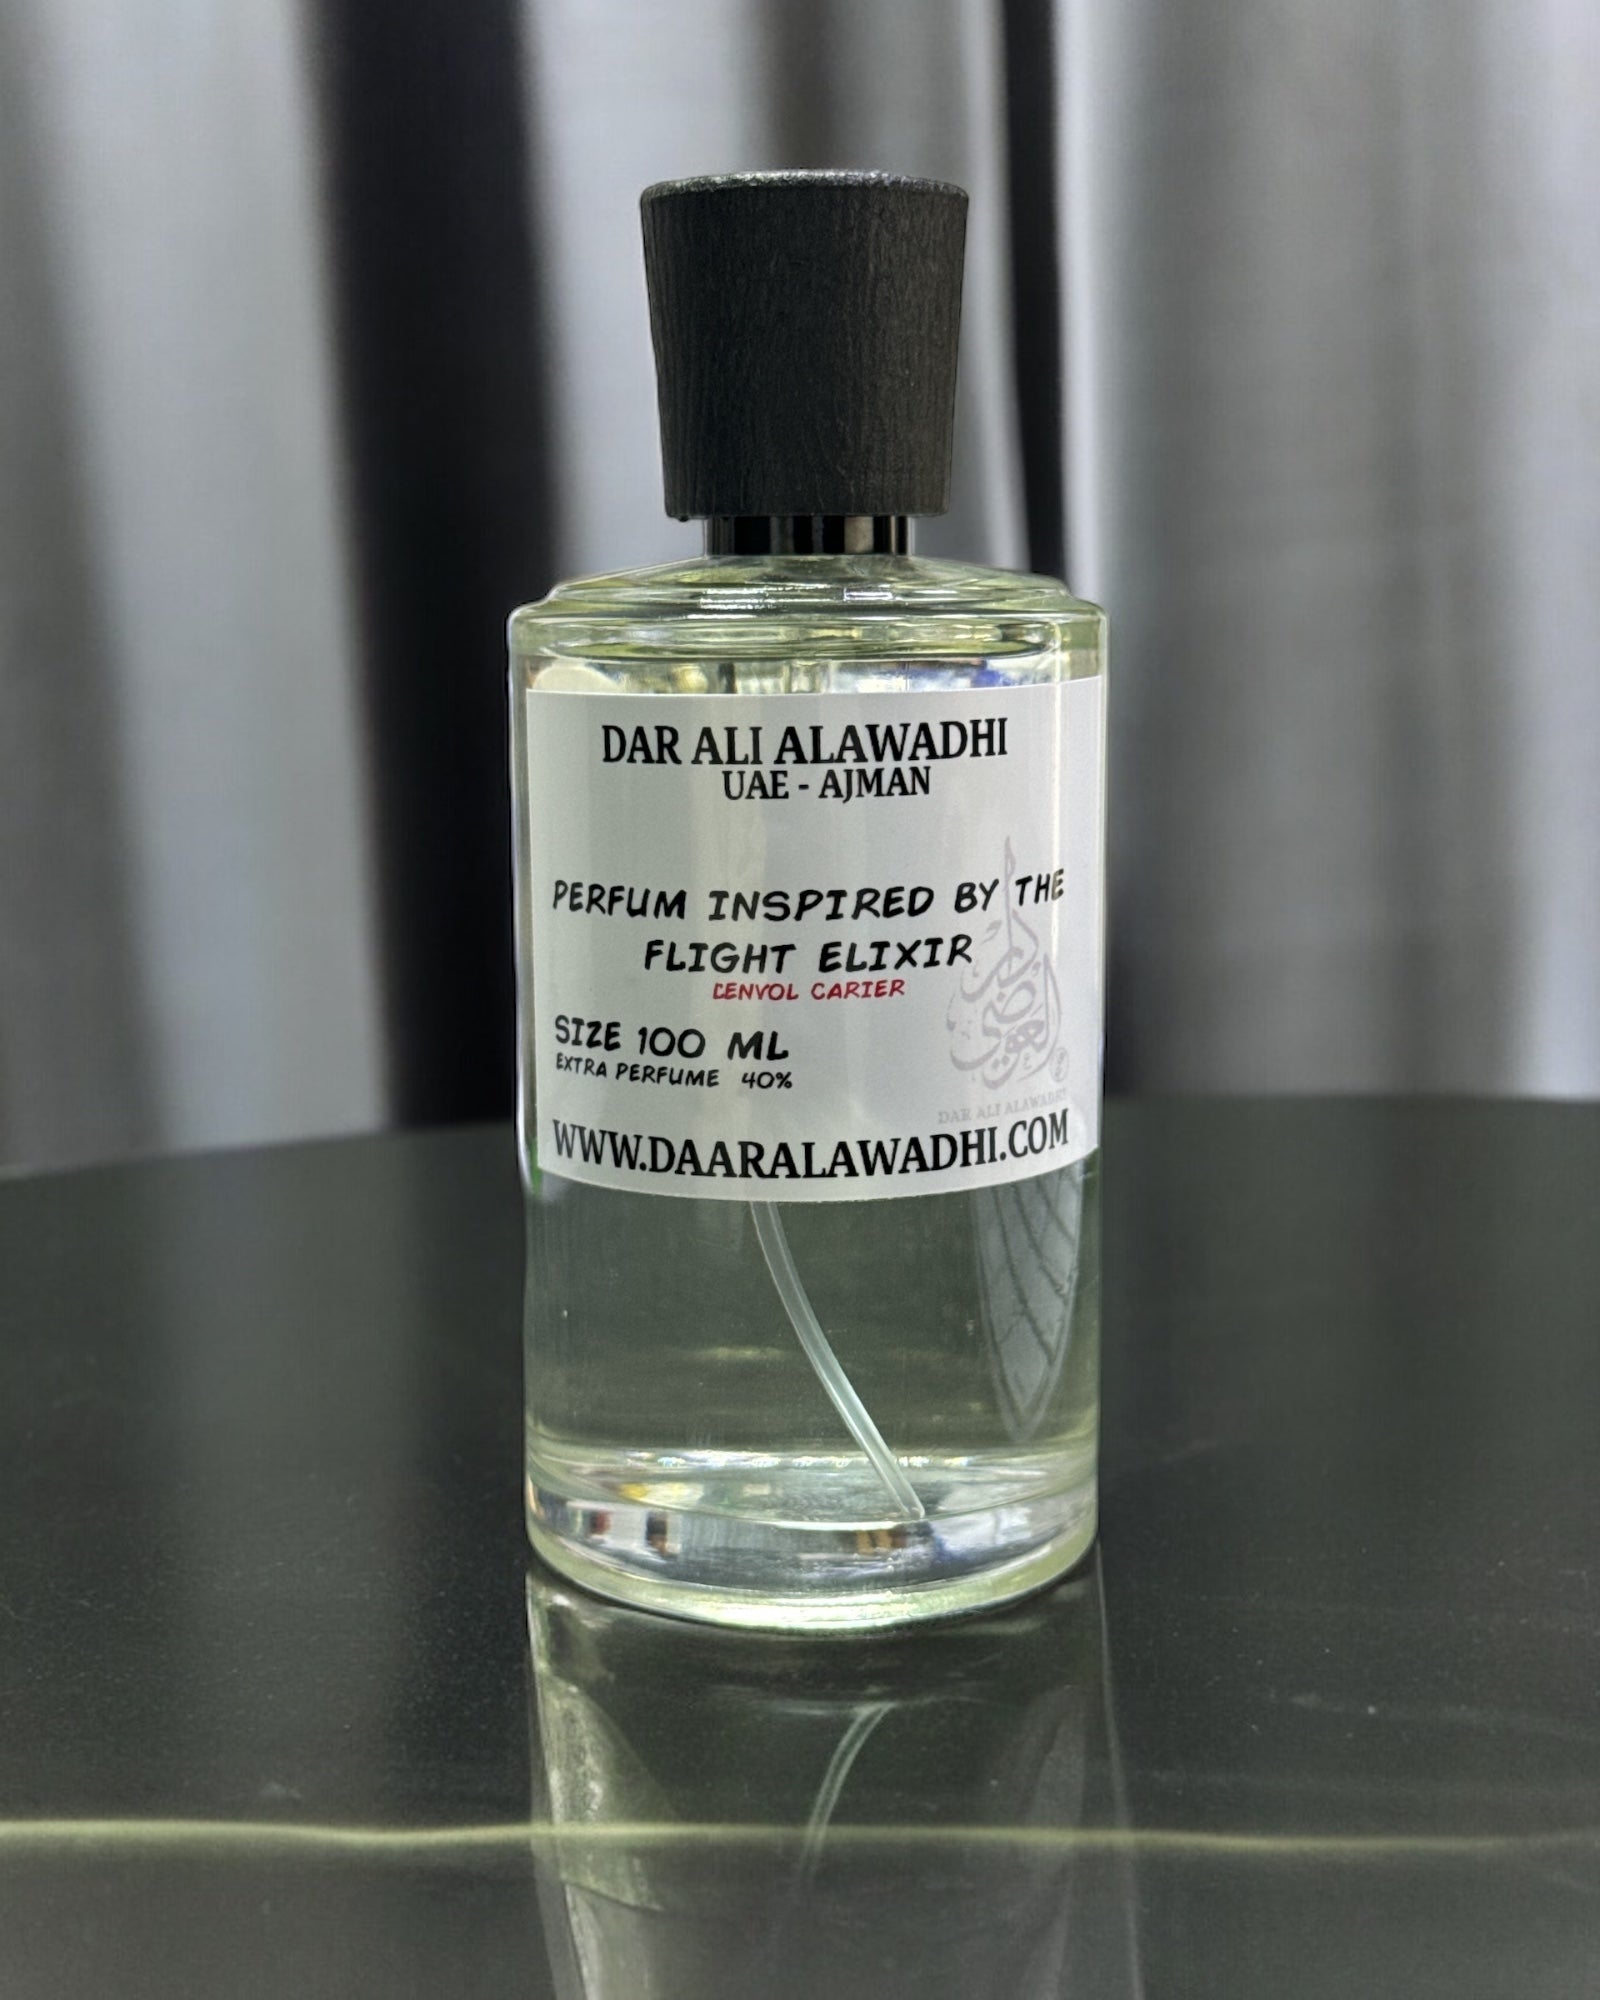 DAR ALI ALAWADHI
UAE - AJMAN
PERFUM INSPIRED BY THE
FLIGHT ELIXIR
LENVOL CARIER
SIZE 100 ML
EXTRA PERFUME 40%
DAR ALI ALAWADHI
WWW.DAARALAWADHI.COM